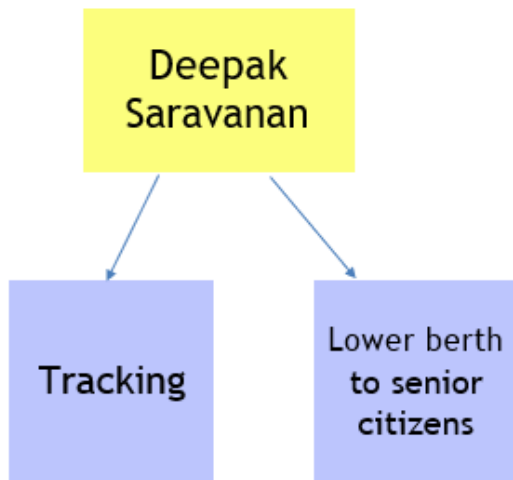 Deepak
Saravanan
Tracking
Lower berth
to senior
citizens